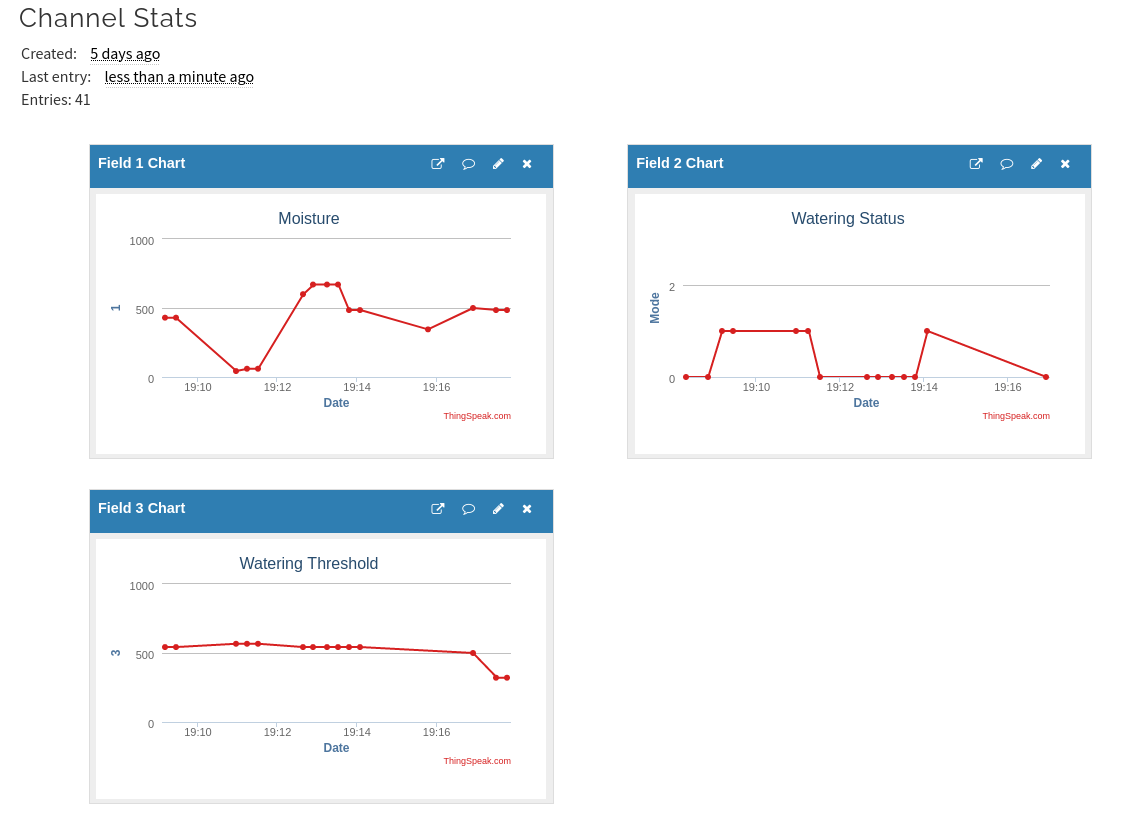 Channel Stats
Created: 5 days ago
Last entry: less than a minute ago
Entries: 41
Field 1 Chart
Moisture
1000
500
0
1
19:10 19:12 19:14 19:16
Date
ThingSpeak.com
Field 2 Chart
Watering Status
2
0
Mode
19:10 19:12 19:14 19:16
Date
ThingSpeak.com
Field 3 Chart
Watering Threshold
1000
500
0
3
19:10 19:12 19:14 19:16
Date
ThingSpeak.com